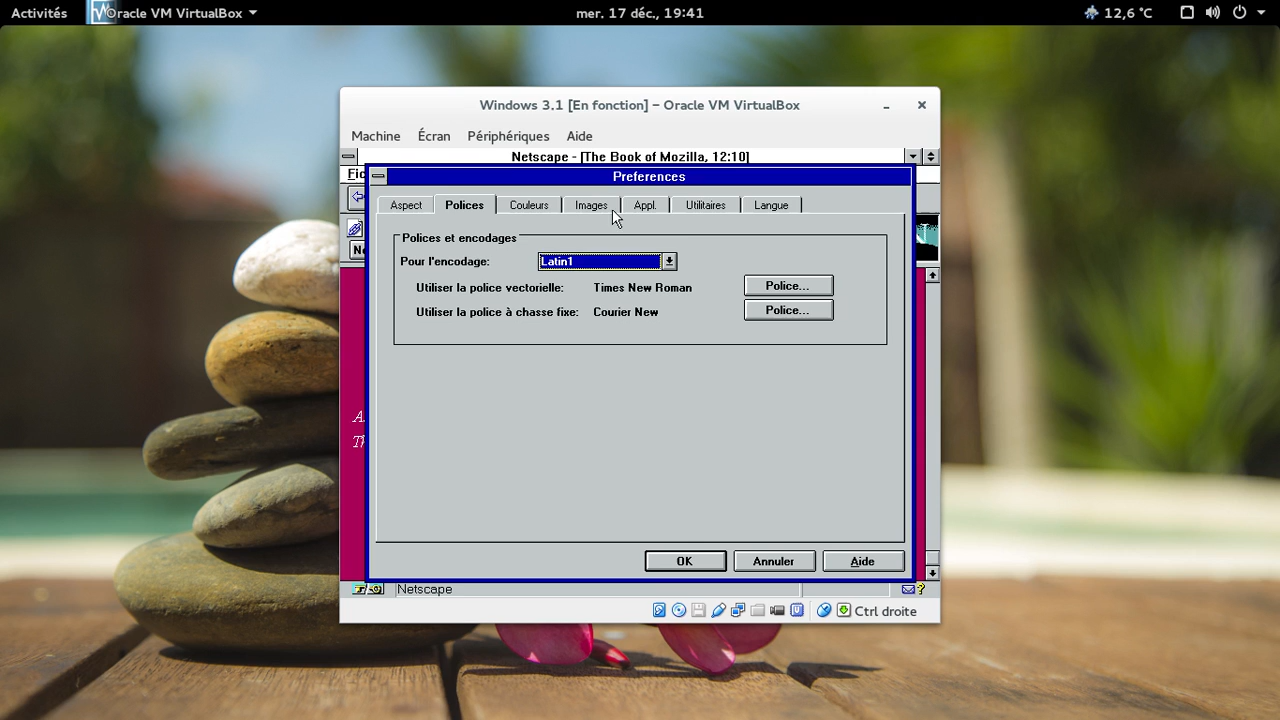 Activités
Oracle VM VirtualBox
mer. 17 déc., 19:41
12,6 °C
Windows 3.1 [En fonction] – Oracle VM VirtualBox
Machine Écran Périphériques Aide
Netscape - [The Book of Mozilla, 12:10]
Fic
Preferences
Aspect Polices Couleurs Images Appl. Utilitaires Langue
Polices et encodages
Pour l'encodage: Latin1
Utiliser la police vectorielle: Times New Roman Police...
Utiliser la police à chasse fixe: Courier New Police...
OK Annuler Aide
Netscape
Ctrl droite